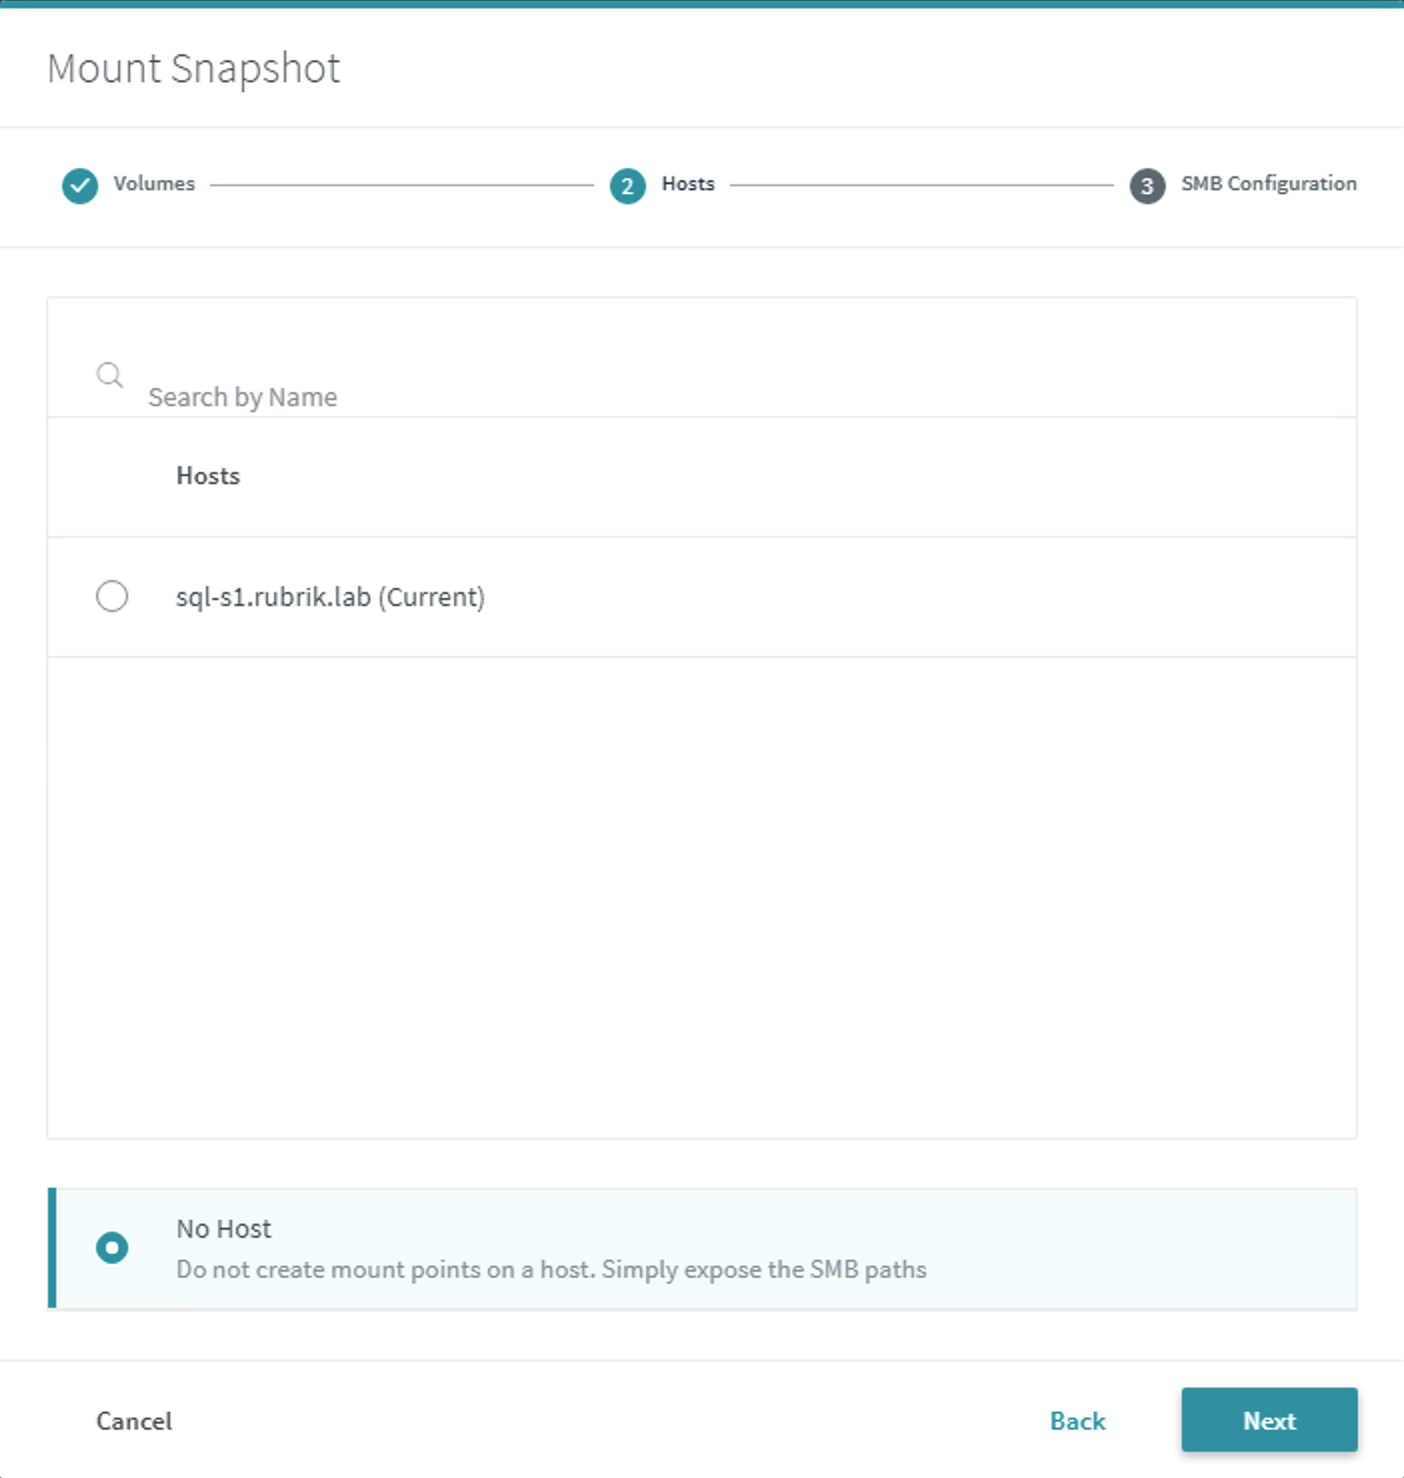 Mount Snapshot
Volumes
2 Hosts
3 SMB Configuration
Search by Name
Hosts
sql-s1.rubrik.lab (Current)
No Host
Do not create mount points on a host. Simply expose the SMB paths
Cancel
Back
Next